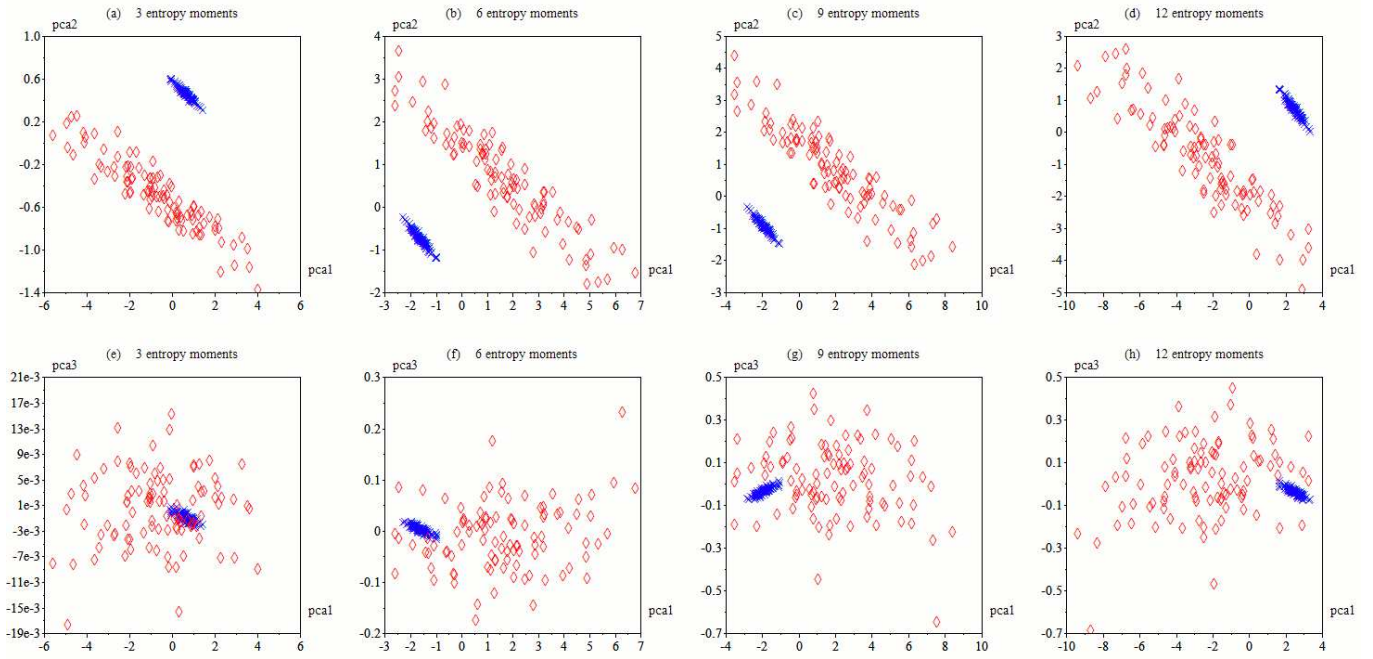 (a) 3 entropy moments
pca2
1.0
0.6
0.2
-0.2
-0.6
-1.0
-1.4
-6 -4 -2 0 2 4 6
pca1
(b) 6 entropy moments
pca2
4
3
2
1
0
-1
-2
-3 -2 -1 0 1 2 3 4 5 6 7
pca1
(c) 9 entropy moments
pca2
5
4
3
2
1
0
-1
-2
-3
-4 -2 0 2 4 6 8 10
pca1
(d) 12 entropy moments
pca2
3
2
1
0
-1
-2
-3
-4
-5
-10 -8 -6 -4 -2 0 2 4
pca1
(e) 3 entropy moments
pca3
21e-3
17e-3
13e-3
9e-3
5e-3
1e-3
-3e-3
-7e-3
-11e-3
-15e-3
-19e-3
-6 -4 -2 0 2 4 6
pca1
(f) 6 entropy moments
pca3
0.3
0.2
0.1
0
-0.1
-0.2
-3 -2 -1 0 1 2 3 4 5 6 7
pca1
(g) 9 entropy moments
pca3
0.5
0.3
0.1
-0.1
-0.3
-0.5
-0.7
-4 -2 0 2 4 6 8 10
pca1
(h) 12 entropy moments
pca3
0.5
0.3
0.1
-0.1
-0.3
-0.5
-0.7
-10 -8 -6 -4 -2 0 2 4
pca1